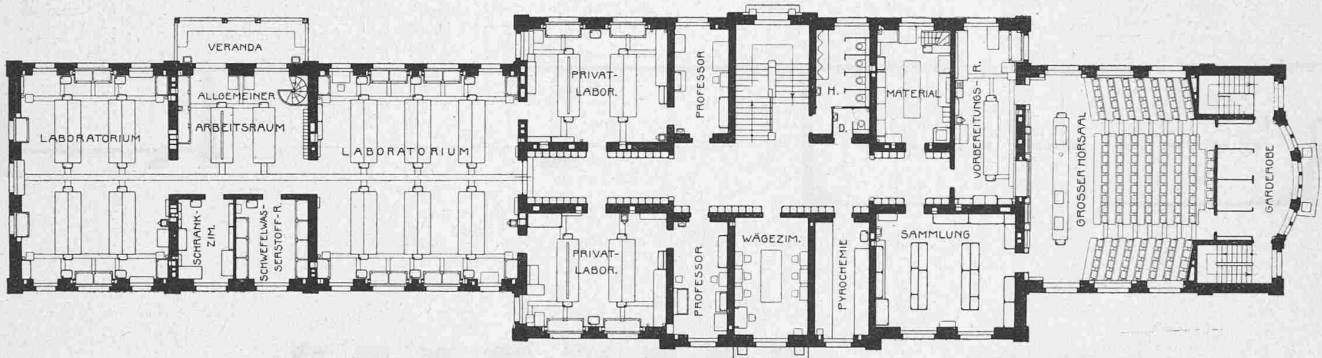 VERANDA
LABORATORIUM
ALLGEMEINER
ARBEITSRAUM
LABORATORIUM
SCHRANK-
ZIM.
SCHWEFELWAS-
SERSTOFF-R.
PRIVAT-
LABOR.
PROFESSOR
H.
D.
MATERIAL
VORBEREITUNGS-R.
PRIVAT-
LABOR.
PROFESSOR
WÄGEZIM.
PYROCHEMIE
SAMMLUNG
GROSSER HÖRSAAL
GARDEROBE